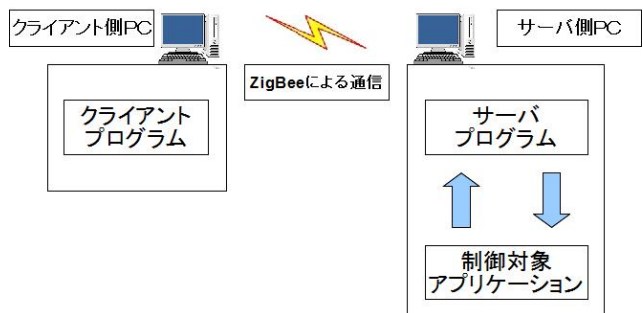 クライアント側PC
サーバ側PC
ZigBeeによる通信
クライアント
プログラム
サーバ
プログラム
制御対象
アプリケーション